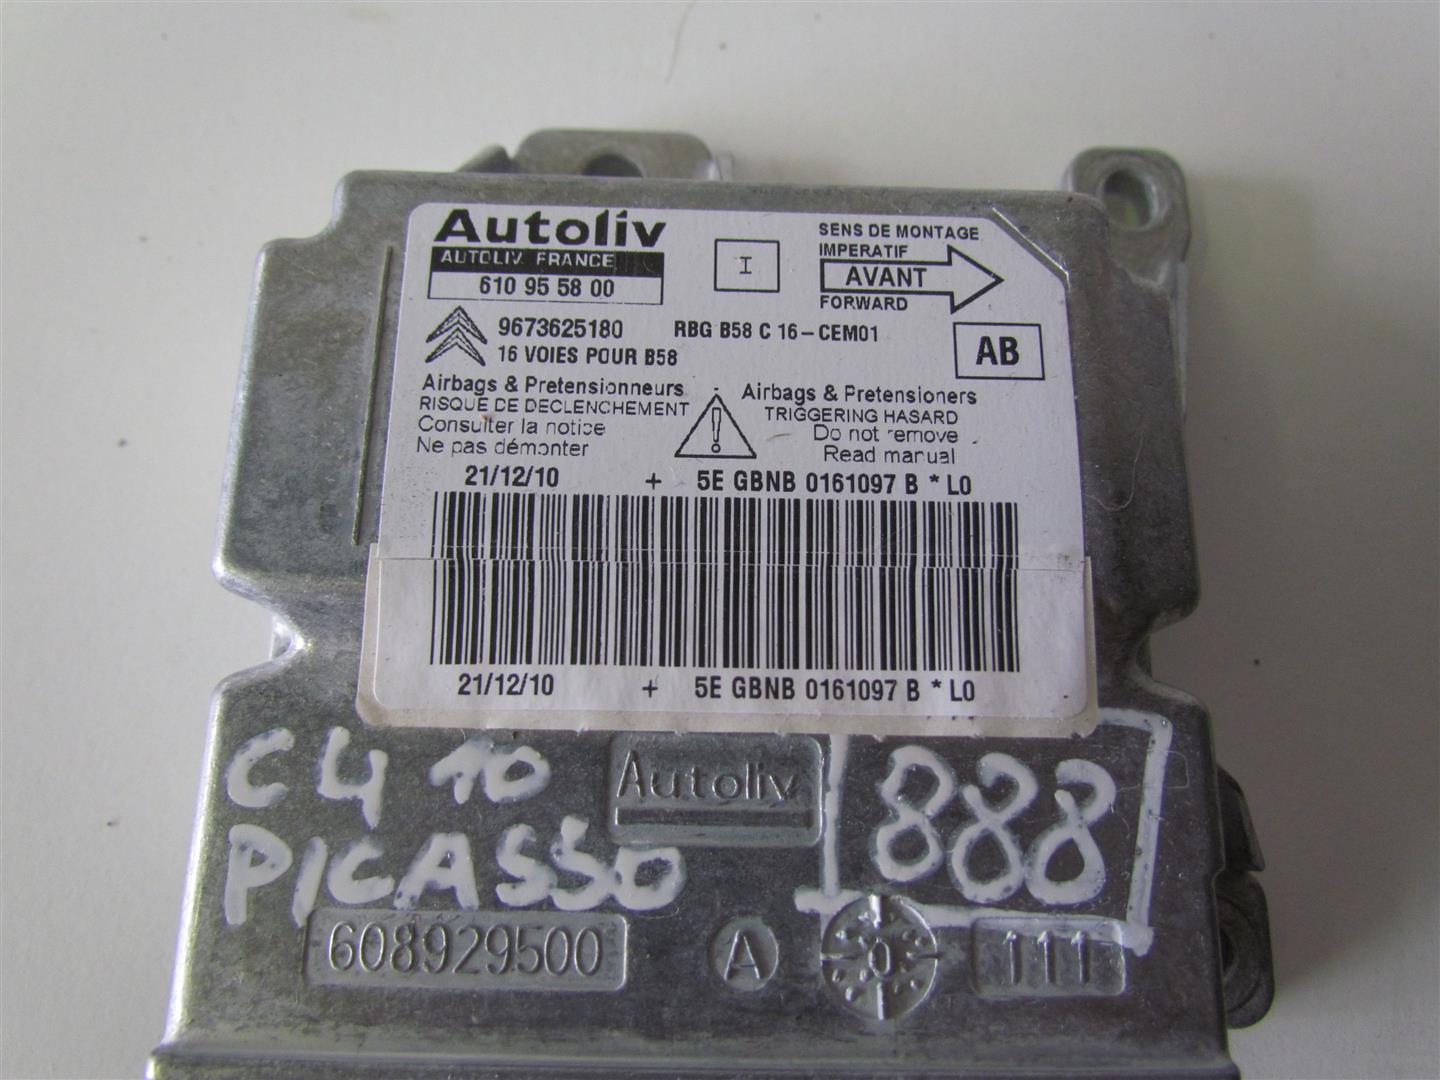 Autoliv
AUTOLIV FRANCE
610 95 58 00
I
SENS DE MONTAGE
IMPERATIF
AVANT
FORWARD
9673625180 RBG B58 C 16-CEM01
16 VOIES POUR B58
AB
Airbags & Pretensionneurs
RISQUE DE DECLENCHEMENT
Consulter la notice
Ne pas démonter
Airbags & Pretensioners
TRIGGERING HASARD
Do not remove
Read manual
21/12/10 + 5E GBNB 0161097 B * L0
21/12/10 + 5E GBNB 0161097 B * L0
C4 10
PICASSO
Autoliv
888
608929500
A
0
111